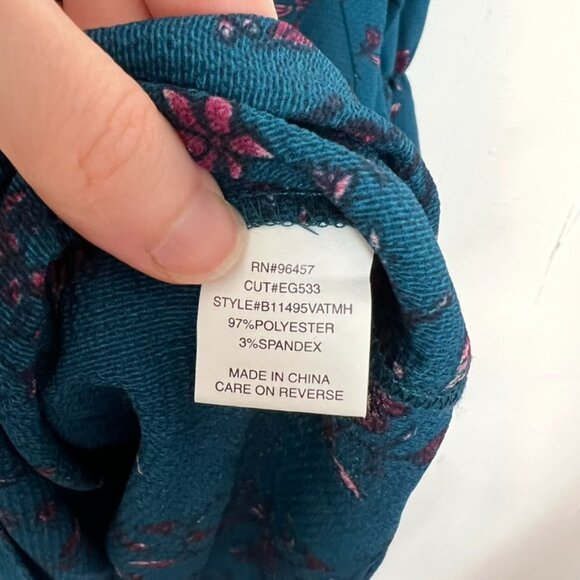 RN#96457
CUT#EG533
STYLE#B11495VATMH
97%POLYESTER
3%SPANDEX
MADE IN CHINA
CARE ON REVERSE